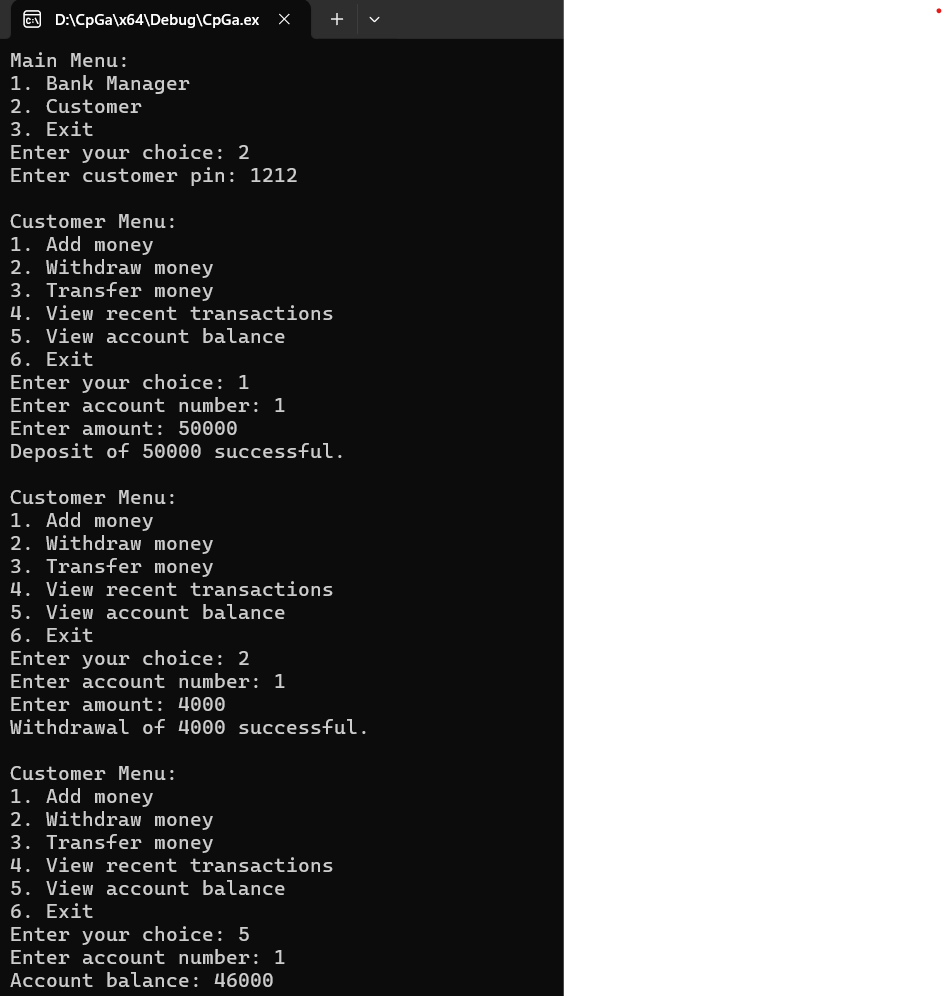 D:\CpGa\x64\Debug\CpGa.ex
Main Menu:
1. Bank Manager
2. Customer
3. Exit
Enter your choice: 2
Enter customer pin: 1212
Customer Menu:
1. Add money
2. Withdraw money
3. Transfer money
4. View recent transactions
5. View account balance
6. Exit
Enter your choice: 1
Enter account number: 1
Enter amount: 50000
Deposit of 50000 successful.
Customer Menu:
1. Add money
2. Withdraw money
3. Transfer money
4. View recent transactions
5. View account balance
6. Exit
Enter your choice: 2
Enter account number: 1
Enter amount: 4000
Withdrawal of 4000 successful.
Customer Menu:
1. Add money
2. Withdraw money
3. Transfer money
4. View recent transactions
5. View account balance
6. Exit
Enter your choice: 5
Enter account number: 1
Account balance: 46000